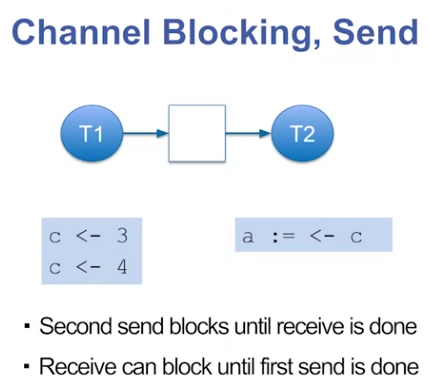 Channel Blocking, Send
T1
T2
c <- 3
c <- 4
a := <- c
▪ Second send blocks until receive is done
▪ Receive can block until first send is done